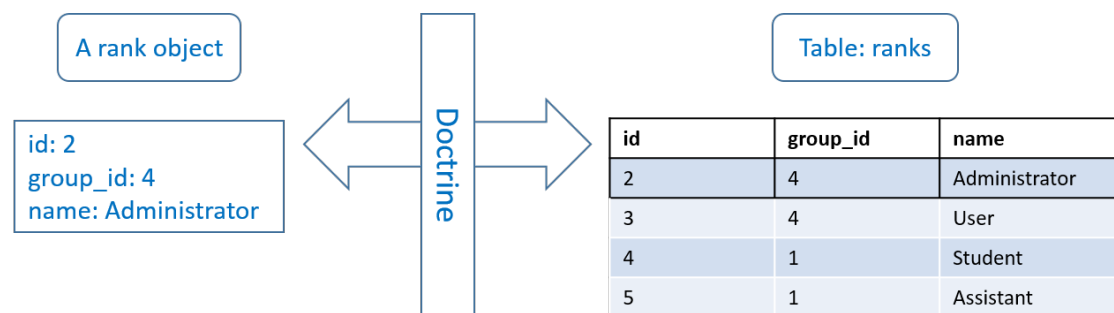 A rank object
id: 2
group_id: 4
name: Administrator
Doctrine
Table: ranks
id group_id name
2 4 Administrator
3 4 User
4 1 Student
5 1 Assistant